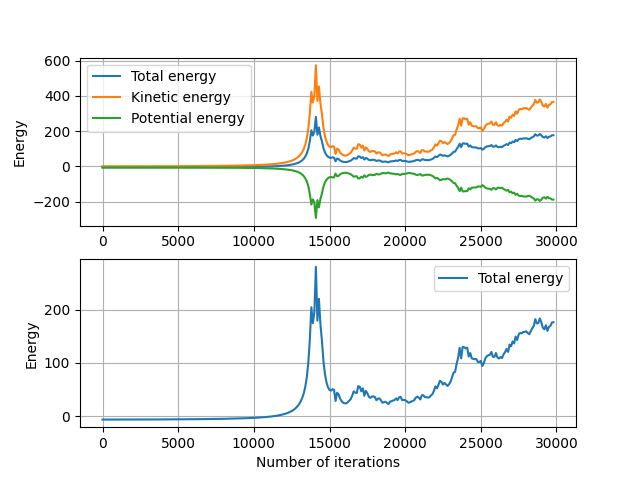 600
400
200
0
−200
Energy
Total energy
Kinetic energy
Potential energy
0 5000 10000 15000 20000 25000 30000
200
100
0
Energy
Total energy
0 5000 10000 15000 20000 25000 30000
Number of iterations